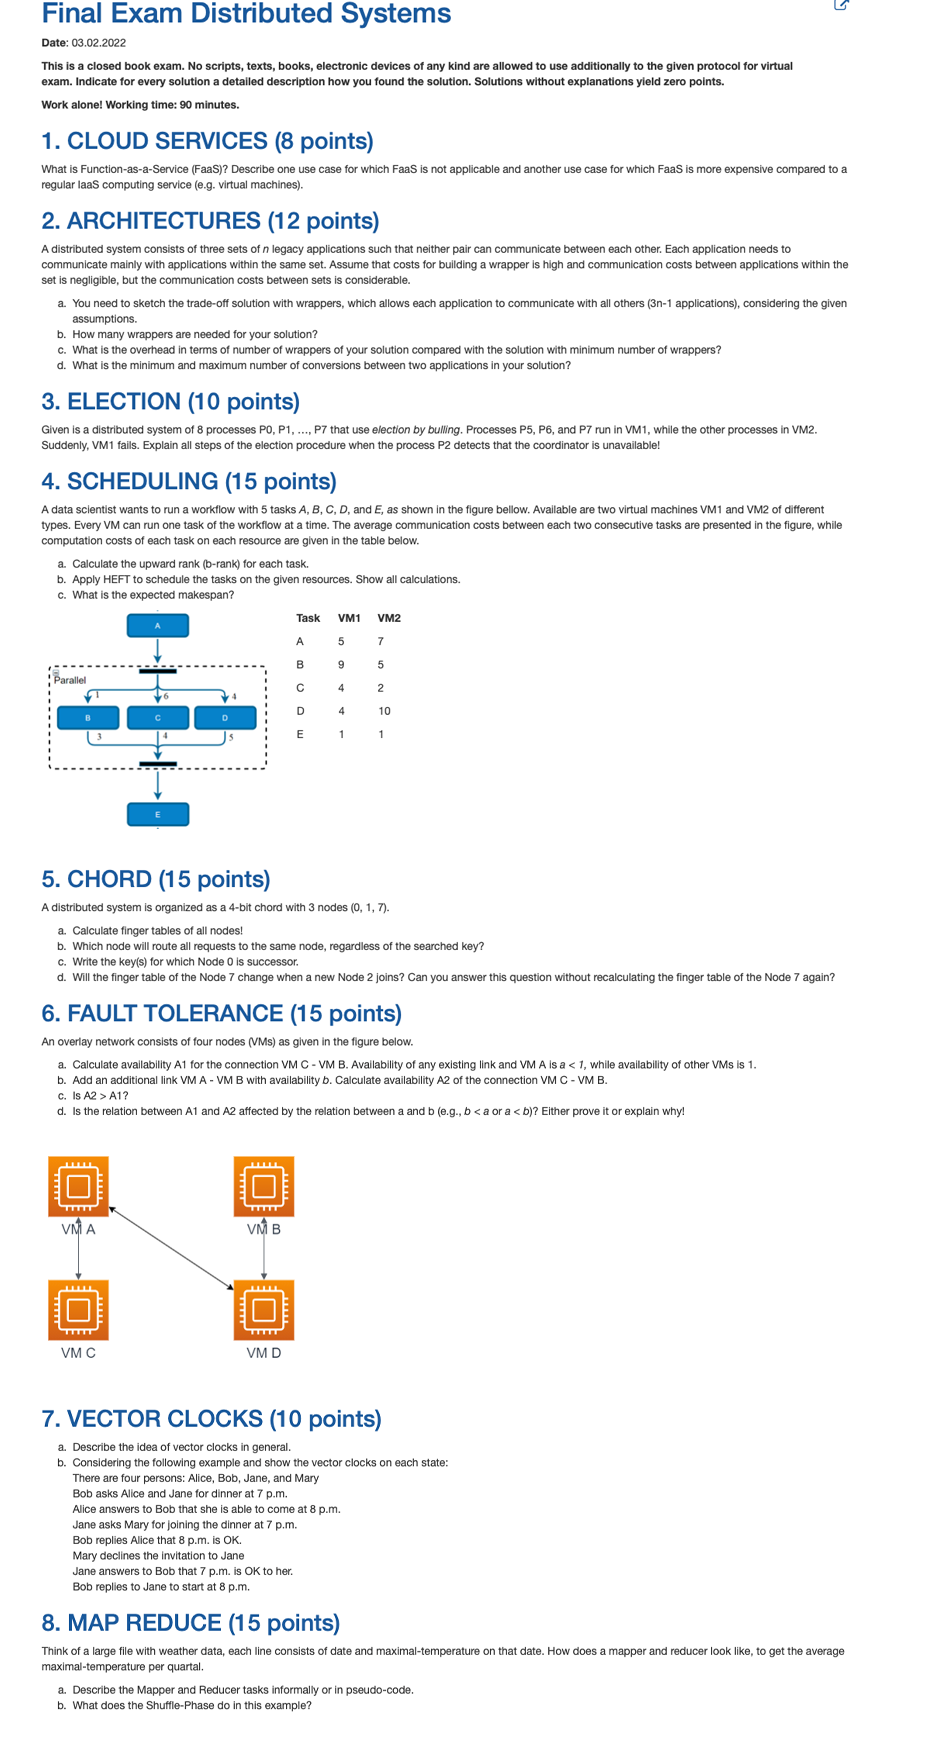 Final Exam Distributed Systems
Date: 03.02.2022
This is a closed book exam. No scripts, texts, books, electronic devices of any kind are allowed to use additionally to the given protocol for virtual
exam. Indicate for every solution a detailed description how you found the solution. Solutions without explanations yield zero points.
Work alone! Working time: 90 minutes.
1. CLOUD SERVICES (8 points)
What is Function-as-a-Service (FaaS)? Describe one use case for which FaaS is not applicable and another use case for which FaaS is more expensive compared to a
regular IaaS computing service (e.g. virtual machines).
2. ARCHITECTURES (12 points)
A distributed system consists of three sets of n legacy applications such that neither pair can communicate between each other. Each application needs to
communicate mainly with applications within the same set. Assume that costs for building a wrapper is high and communication costs between applications within the
set is negligible, but the communication costs between sets is considerable.
a. You need to sketch the trade-off solution with wrappers, which allows each application to communicate with all others (3n-1 applications), considering the given
assumptions.
b. How many wrappers are needed for your solution?
c. What is the overhead in terms of number of wrappers of your solution compared with the solution with minimum number of wrappers?
d. What is the minimum and maximum number of conversions between two applications in your solution?
3. ELECTION (10 points)
Given is a distributed system of 8 processes P0, P1, ..., P7 that use election by bulling. Processes P5, P6, and P7 run in VM1, while the other processes in VM2.
Suddenly, VM1 fails. Explain all steps of the election procedure when the process P2 detects that the coordinator is unavailable!
4. SCHEDULING (15 points)
A data scientist wants to run a workflow with 5 tasks A, B, C, D, and E, as shown in the figure bellow. Available are two virtual machines VM1 and VM2 of different
types. Every VM can run one task of the workflow at a time. The average communication costs between each two consecutive tasks are presented in the figure, while
computation costs of each task on each resource are given in the table below.
a. Calculate the upward rank (b-rank) for each task.
b. Apply HEFT to schedule the tasks on the given resources. Show all calculations.
c. What is the expected makespan?
A
Parallel
1 6 4
B C D
3 4 5
E
Task VM1 VM2
A 5 7
B 9 5
C 4 2
D 4 10
E 1 1
5. CHORD (15 points)
A distributed system is organized as a 4-bit chord with 3 nodes (0, 1, 7).
a. Calculate finger tables of all nodes!
b. Which node will route all requests to the same node, regardless of the searched key?
c. Write the key(s) for which Node 0 is successor.
d. Will the finger table of the Node 7 change when a new Node 2 joins? Can you answer this question without recalculating the finger table of the Node 7 again?
6. FAULT TOLERANCE (15 points)
An overlay network consists of four nodes (VMs) as given in the figure below.
a. Calculate availability A1 for the connection VM C - VM B. Availability of any existing link and VM A is a < 1, while availability of other VMs is 1.
b. Add an additional link VM A - VM B with availability b. Calculate availability A2 of the connection VM C - VM B.
c. Is A2 > A1?
d. Is the relation between A1 and A2 affected by the relation between a and b (e.g., b < a or a < b)? Either prove it or explain why!
VM A VM B
VM C VM D
7. VECTOR CLOCKS (10 points)
a. Describe the idea of vector clocks in general.
b. Considering the following example and show the vector clocks on each state:
There are four persons: Alice, Bob, Jane, and Mary
Bob asks Alice and Jane for dinner at 7 p.m.
Alice answers to Bob that she is able to come at 8 p.m.
Jane asks Mary for joining the dinner at 7 p.m.
Bob replies Alice that 8 p.m. is OK.
Mary declines the invitation to Jane
Jane answers to Bob that 7 p.m. is OK to her.
Bob replies to Jane to start at 8 p.m.
8. MAP REDUCE (15 points)
Think of a large file with weather data, each line consists of date and maximal-temperature on that date. How does a mapper and reducer look like, to get the average
maximal-temperature per quartal.
a. Describe the Mapper and Reducer tasks informally or in pseudo-code.
b. What does the Shuffle-Phase do in this example?